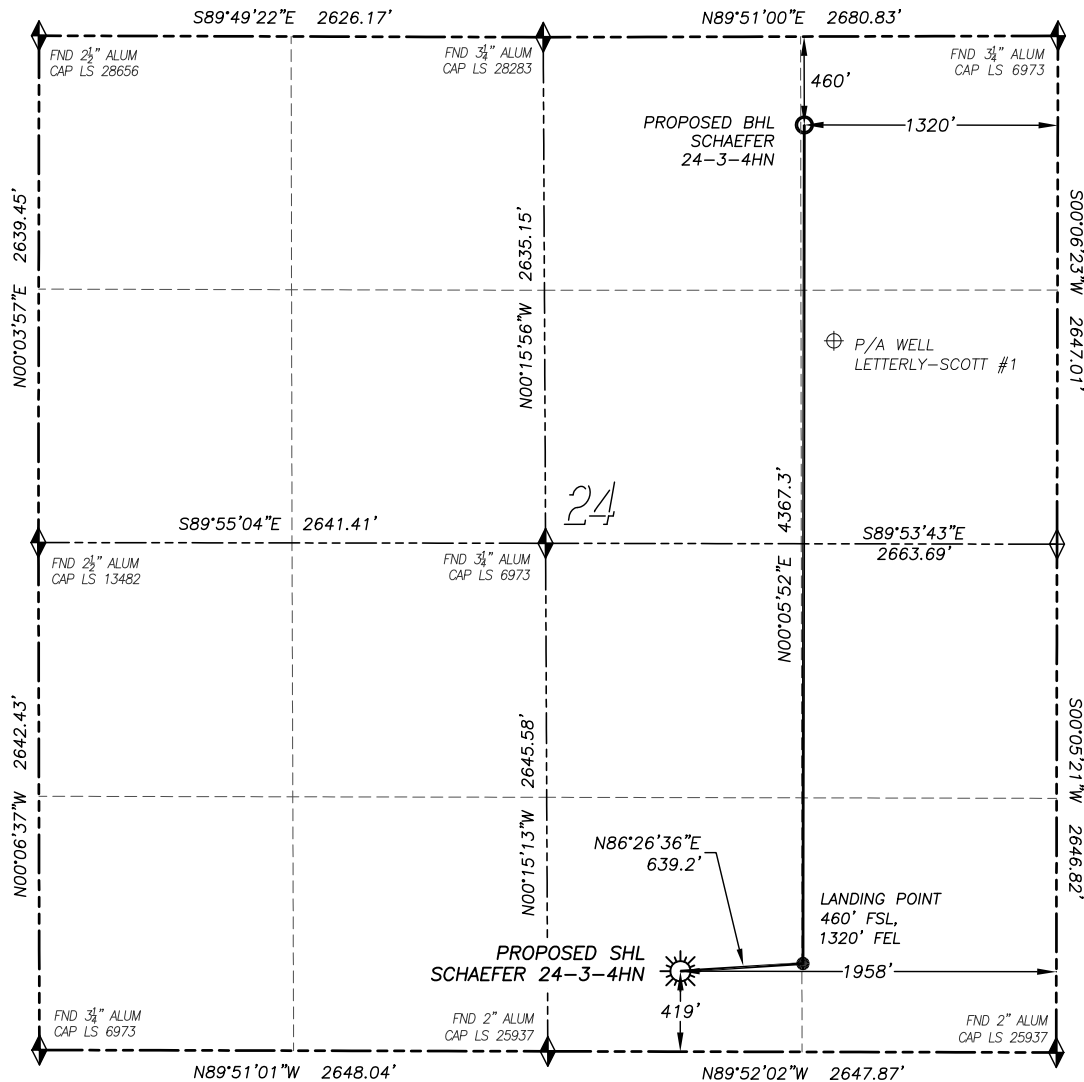 S89°49'22"E 2626.17'
N89°51'00"E 2680.83'
FND 2½" ALUM
CAP LS 28656
FND 3¼" ALUM
CAP LS 28283
FND 3¼" ALUM
CAP LS 6973
460'
PROPOSED BHL
SCHAEFER
24-3-4HN
1320'
N00°03'57"E 2639.45'
N00°15'56"W 2635.15'
S00°06'23"W 2647.01'
P/A WELL
LETTERLY-SCOTT #1
N00°05'52"E 4367.3'
24
S89°55'04"E 2641.41'
S89°53'43"E
2663.69'
FND 2½" ALUM
CAP LS 13482
FND 3¼" ALUM
CAP LS 6973
N00°06'37"W 2642.43'
N00°15'13"W 2645.58'
S00°05'21"W 2646.82'
N86°26'36"E
639.2'
LANDING POINT
460' FSL,
1320' FEL
PROPOSED SHL
SCHAEFER 24-3-4HN
1958'
419'
FND 3¼" ALUM
CAP LS 6973
FND 2" ALUM
CAP LS 25937
FND 2" ALUM
CAP LS 25937
N89°51'01"W 2648.04'
N89°52'02"W 2647.87'